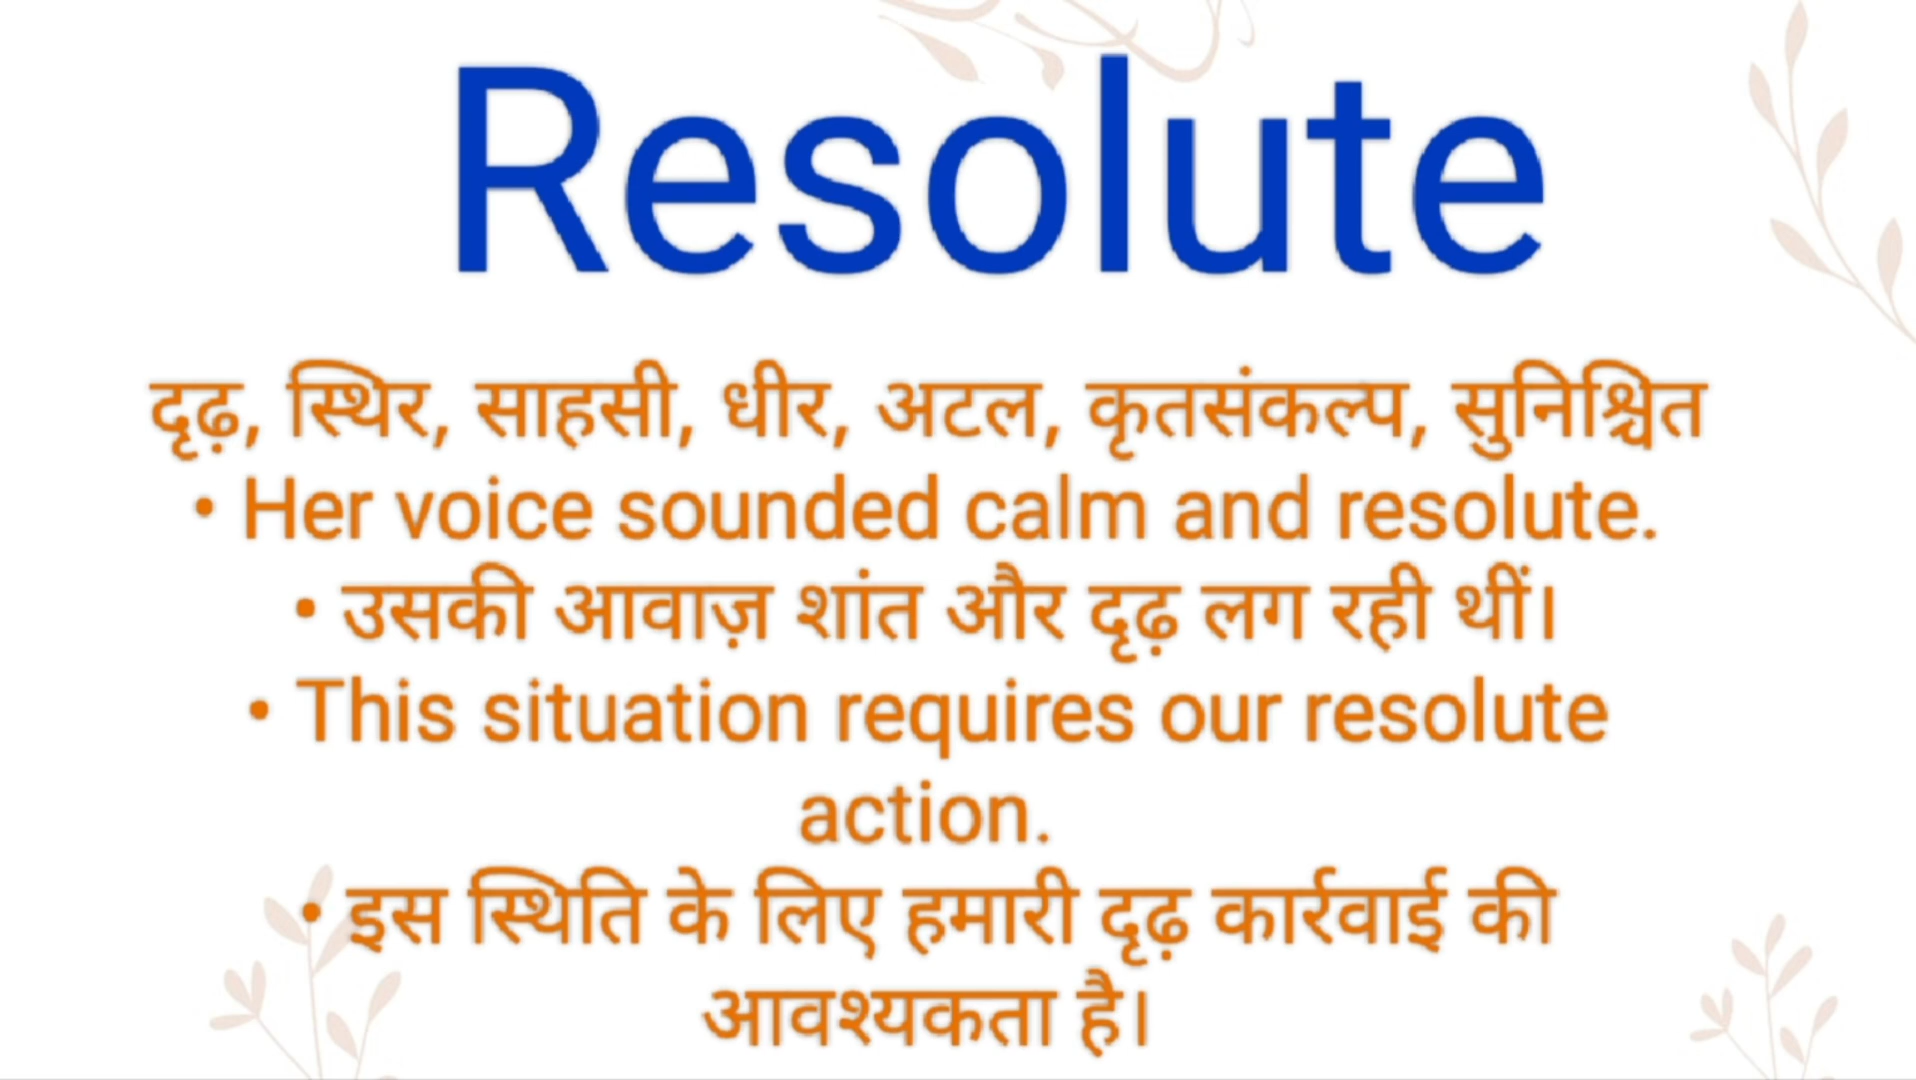 Resolute
दृढ़, स्थिर, साहसी, धीर, अटल, कृतसंकल्प, सुनिश्चित
• Her voice sounded calm and resolute.
• उसकी आवाज़ शांत और दृढ़ लग रही थीं।
• This situation requires our resolute
action.
• इस स्थिति के लिए हमारी दृढ़ कार्रवाई की
आवश्यकता है।